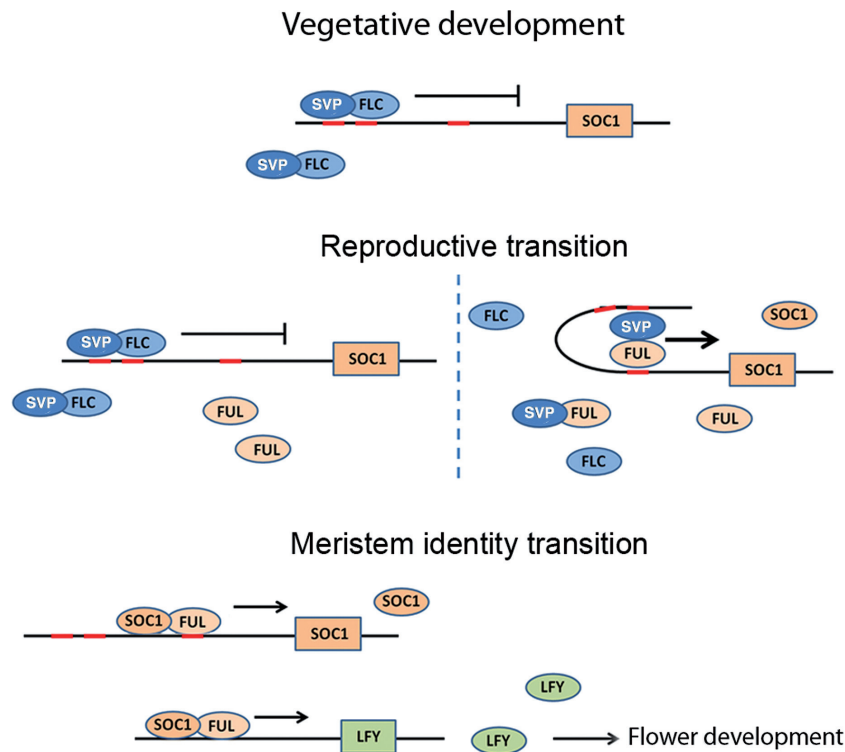 Vegetative development
SVP FLC
SOC1
SVP FLC
Reproductive transition
SVP FLC
SOC1
SVP FLC
FUL
FUL
FLC
SVP
FUL
SOC1
SOC1
SVP FUL
FUL
FLC
Meristem identity transition
SOC1 FUL
SOC1
SOC1
SOC1 FUL
LFY
LFY
LFY
Flower development